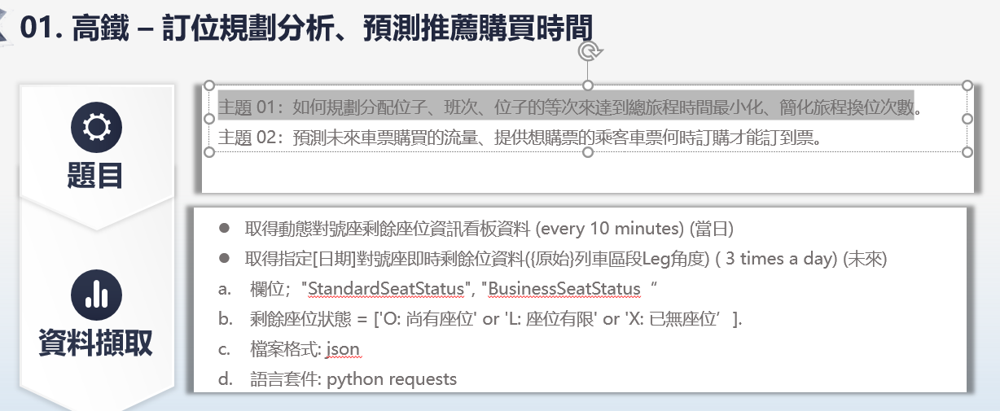 01. 高鐵 – 訂位規劃分析、預測推薦購買時間
題目
主題 01：如何規劃分配位子、班次、位子的等次來達到總旅程時間最小化、簡化旅程換位次數。
主題 02：預測未來車票購買的流量、提供想購票的乘客車票何時訂購才能訂到票。
資料擷取
● 取得動態對號座剩餘座位資訊看板資料 (every 10 minutes) (當日)
● 取得指定[日期]對號座即時剩餘位資料({原始}列車區段Leg角度) ( 3 times a day) (未來)
a. 欄位；"StandardSeatStatus", "BusinessSeatStatus “
b. 剩餘座位狀態 = ['O: 尚有座位' or 'L: 座位有限' or 'X: 已無座位’ ].
c. 檔案格式: json
d. 語言套件: python requests